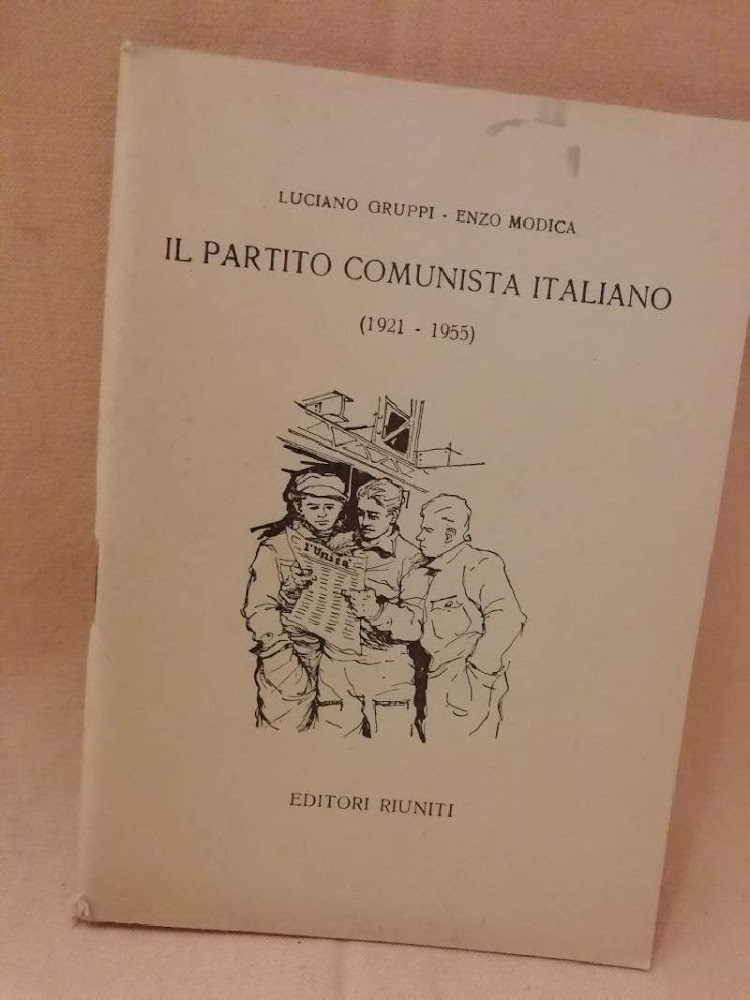 LUCIANO GRUPPI - ENZO MODICA
IL PARTITO COMUNISTA ITALIANO
(1921 - 1955)
l'Unità
EDITORI RIUNITI